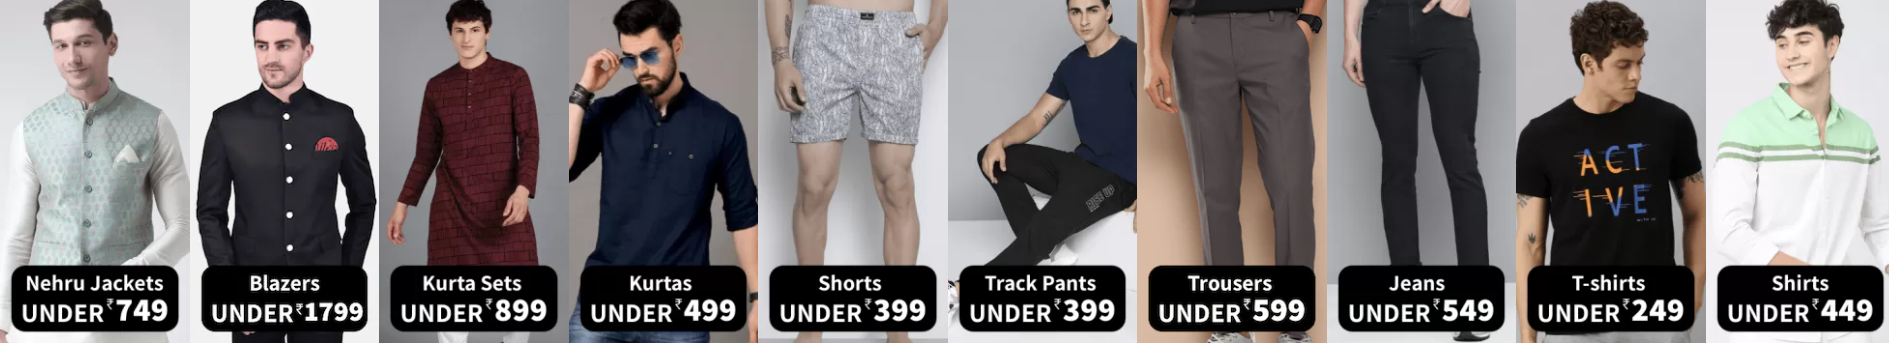 Nehru Jackets
UNDER ₹749
Blazers
UNDER ₹1799
Kurta Sets
UNDER ₹899
Kurtas
UNDER ₹499
Shorts
UNDER ₹399
Track Pants
UNDER ₹399
Trousers
UNDER ₹599
Jeans
UNDER ₹549
ACT
IVE
T-shirts
UNDER ₹249
Shirts
UNDER ₹449